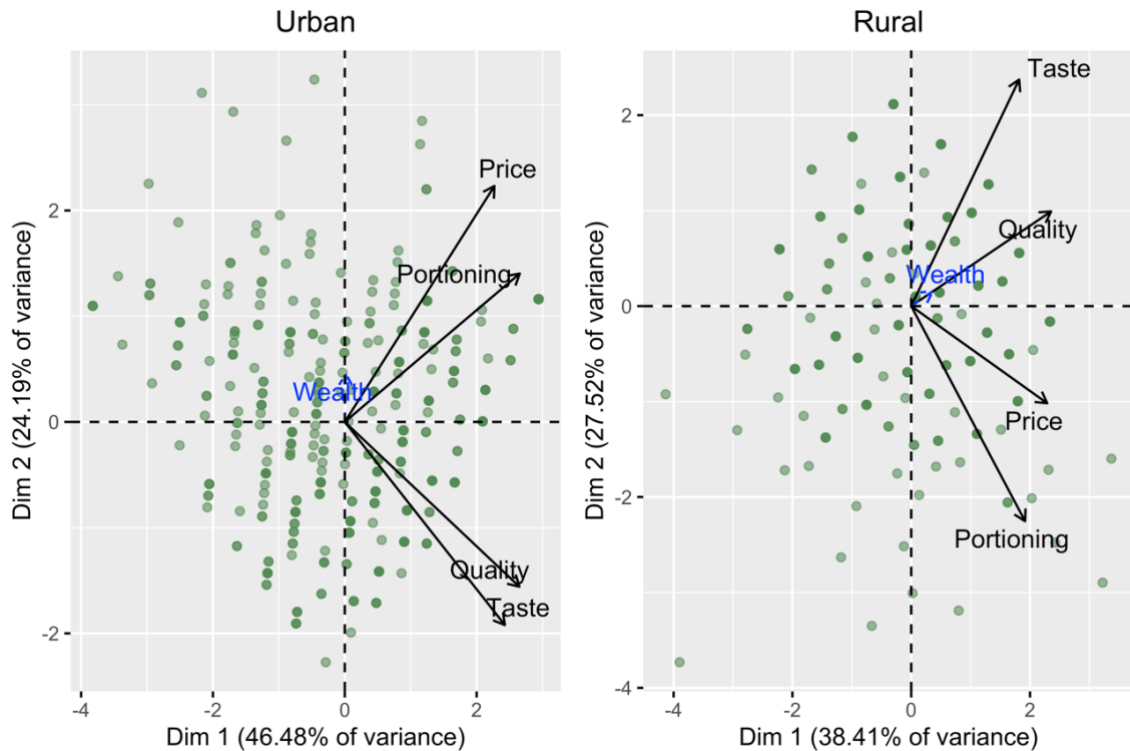 Urban
Price
Portioning
Wealth
Quality
Taste
2
0
-2
-4
-2
0
2
Dim 1 (46.48% of variance)
Dim 2 (24.19% of variance)
Rural
Taste
Quality
Wealth
Price
Portioning
2
0
-2
-4
-4
-2
0
2
Dim 1 (38.41% of variance)
Dim 2 (27.52% of variance)